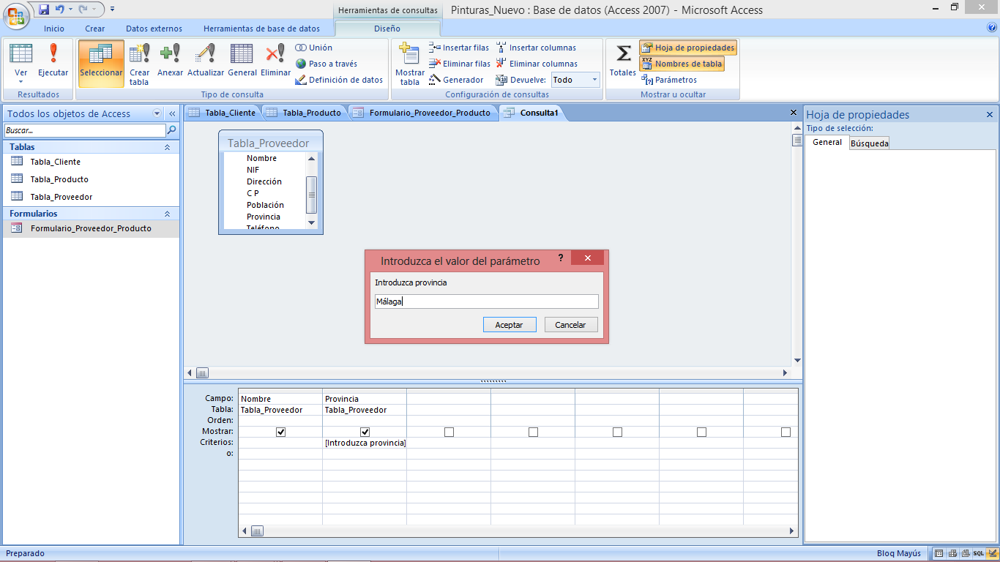 Herramientas de consultas
Pinturas_Nuevo : Base de datos (Access 2007) - Microsoft Access
Inicio
Crear
Datos externos
Herramientas de base de datos
Diseño
Ver
Ejecutar
Resultados
Seleccionar
Crear tabla
Anexar
Actualizar
General
Eliminar
Unión
Paso a través
Definición de datos
Tipo de consulta
Mostrar tabla
Insertar filas
Eliminar filas
Generador
Insertar columnas
Eliminar columnas
Devuelve: Todo
Configuración de consultas
Totales
Hoja de propiedades
Nombres de tabla
Parámetros
Mostrar u ocultar
Todos los objetos de Access
Buscar...
Tablas
Tabla_Cliente
Tabla_Producto
Tabla_Proveedor
Formularios
Formulario_Proveedor_Producto
Tabla_Cliente
Tabla_Producto
Formulario_Proveedor_Producto
Consulta1
Tabla_Proveedor
Nombre
NIF
Dirección
C P
Población
Provincia
Teléfono
Introduzca el valor del parámetro
Introduzca provincia
Málaga
Aceptar
Cancelar
Campo: Nombre Provincia
Tabla: Tabla_Proveedor Tabla_Proveedor
Orden:
Mostrar:
Criterios: [Introduzca provincia]
o:
Hoja de propiedades
Tipo de selección:
General
Búsqueda
Preparado
Bloq Mayús
SQL